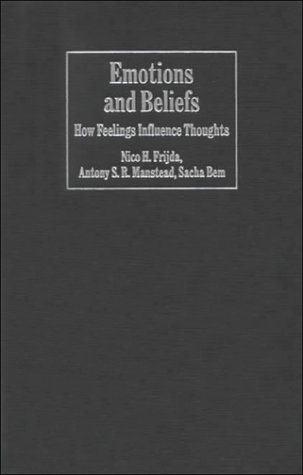 Emotions
and Beliefs
How Feelings Influence Thoughts
Nico H. Frijda,
Antony S. R. Manstead, Sacha Bem